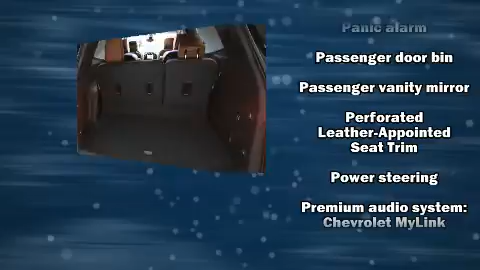 Panic alarm
Passenger door bin
Passenger vanity mirror
Perforated
Leather-Appointed
Seat Trim
Power steering
Premium audio system:
Chevrolet MyLink